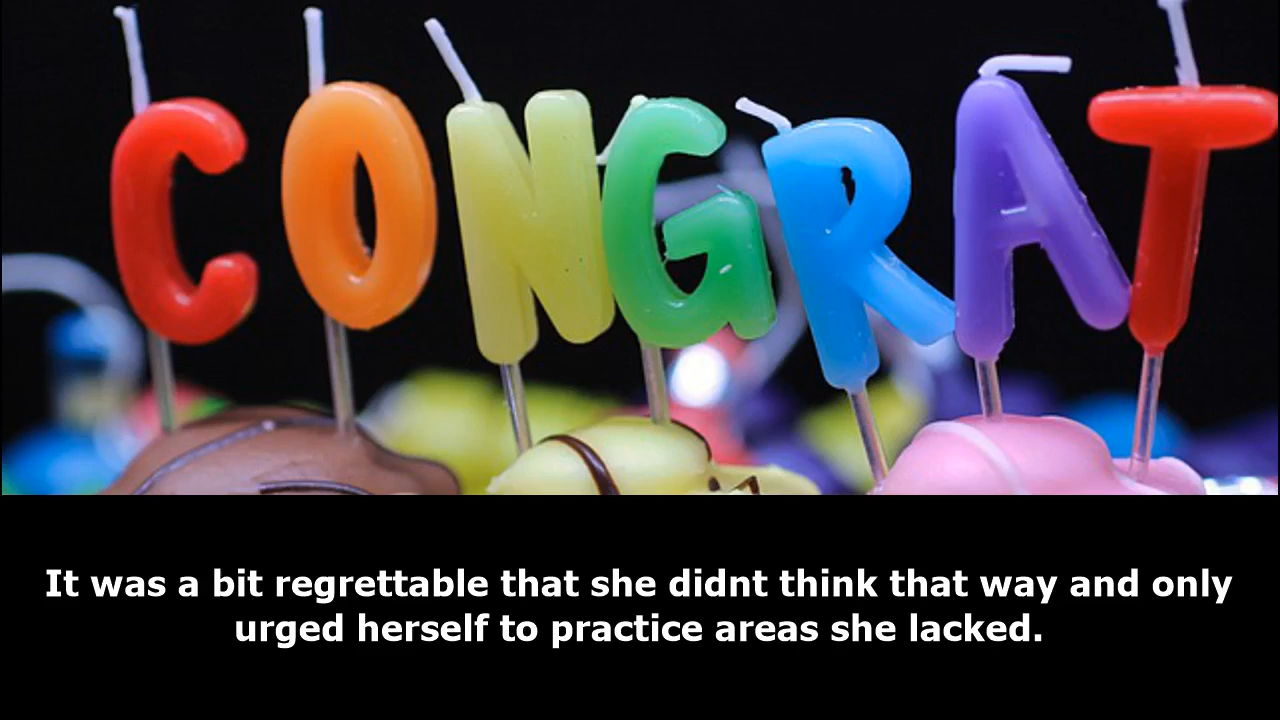 CONGRAT
It was a bit regrettable that she didnt think that way and only
urged herself to practice areas she lacked.